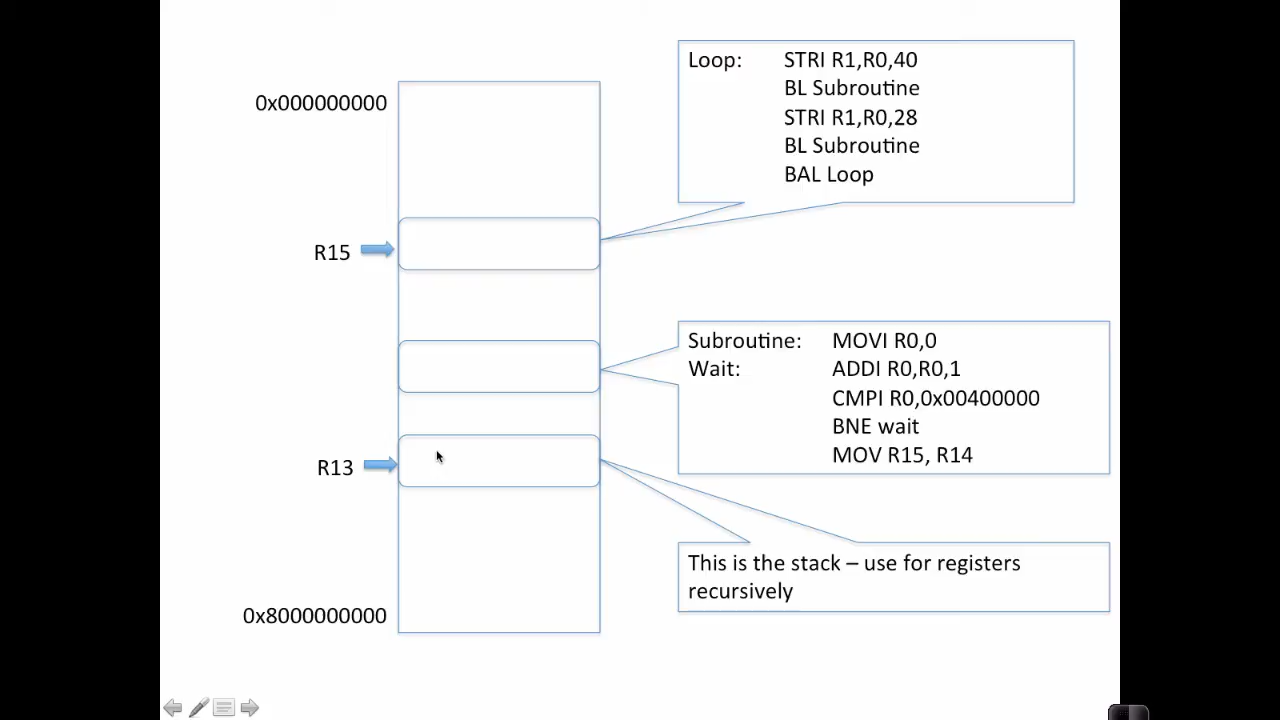 0x000000000
R15
R13
0x8000000000
Loop: STRI R1,R0,40
BL Subroutine
STRI R1,R0,28
BL Subroutine
BAL Loop
Subroutine: MOVI R0,0
Wait: ADDI R0,R0,1
CMPI R0,0x00400000
BNE wait
MOV R15, R14
This is the stack – use for registers
recursively